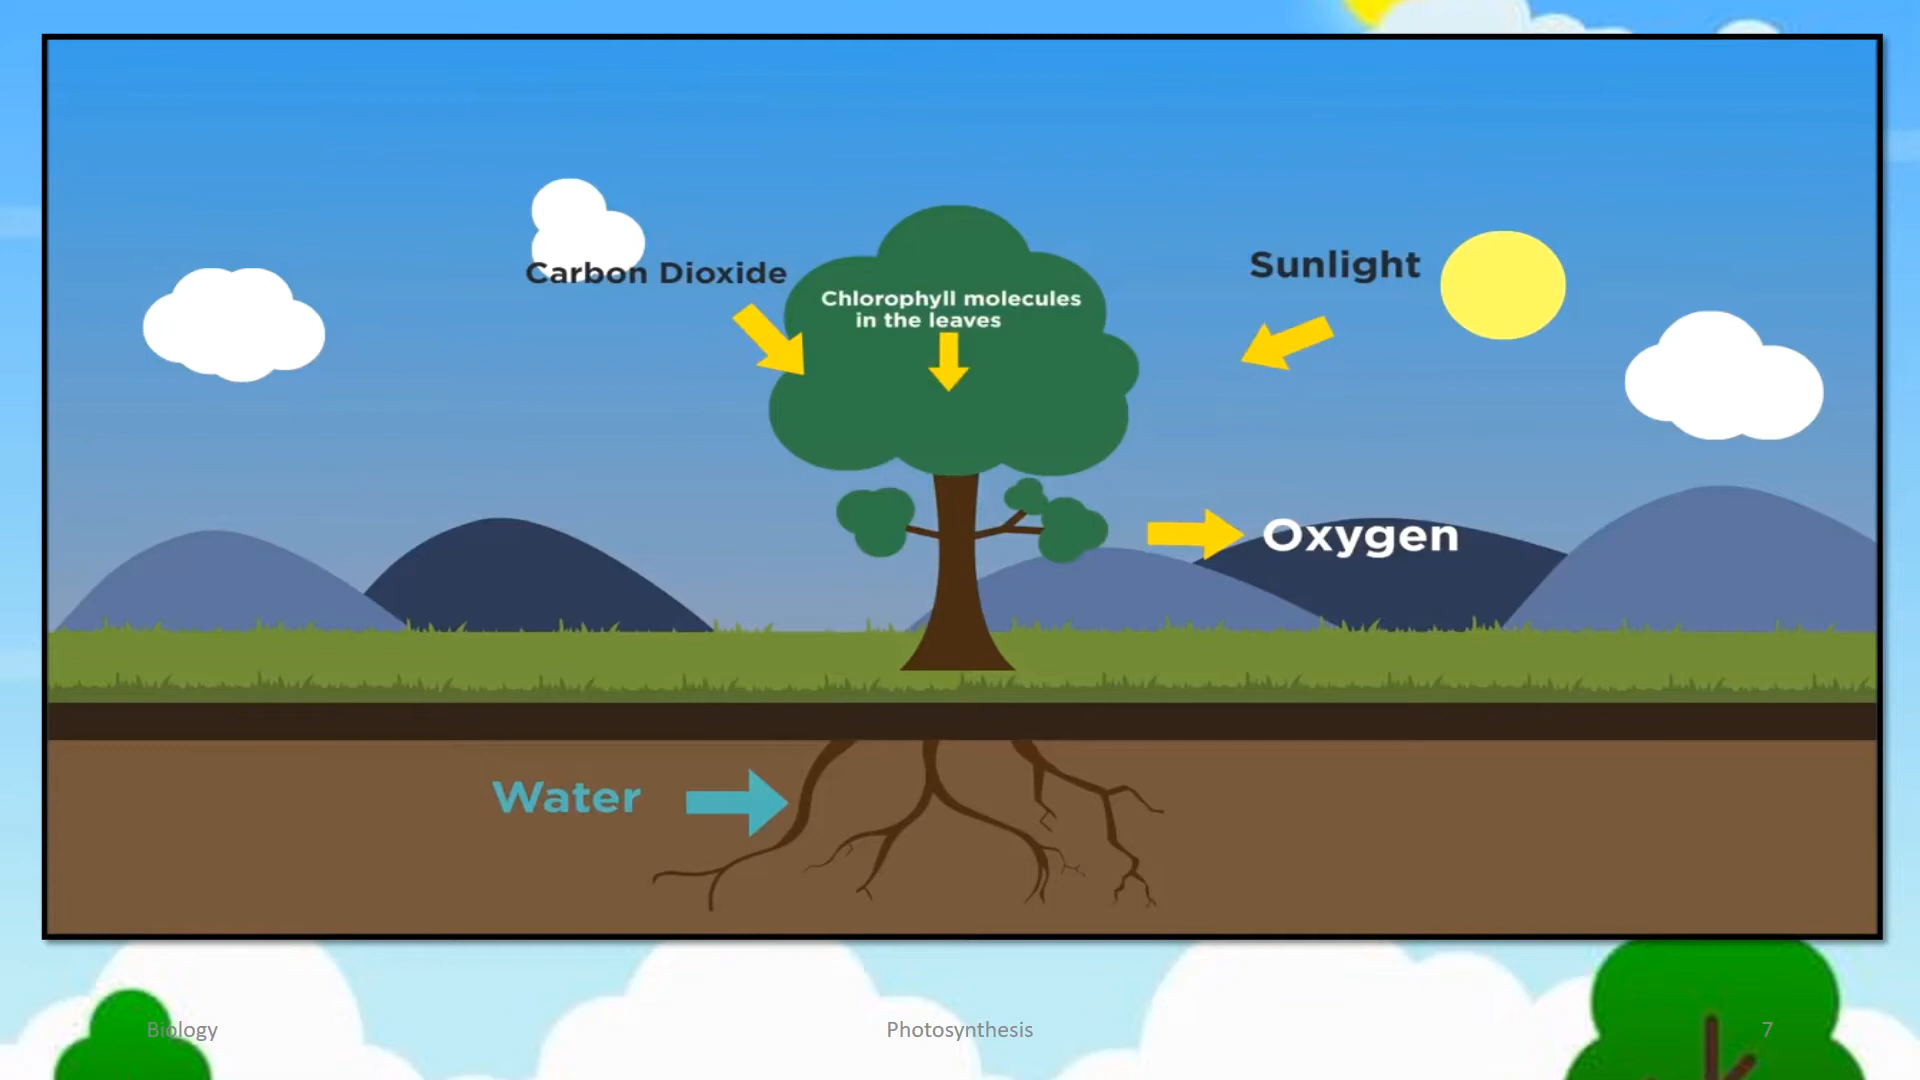 Carbon Dioxide
Sunlight
Chlorophyll molecules
in the leaves
Oxygen
Water
Biology
Photosynthesis
7